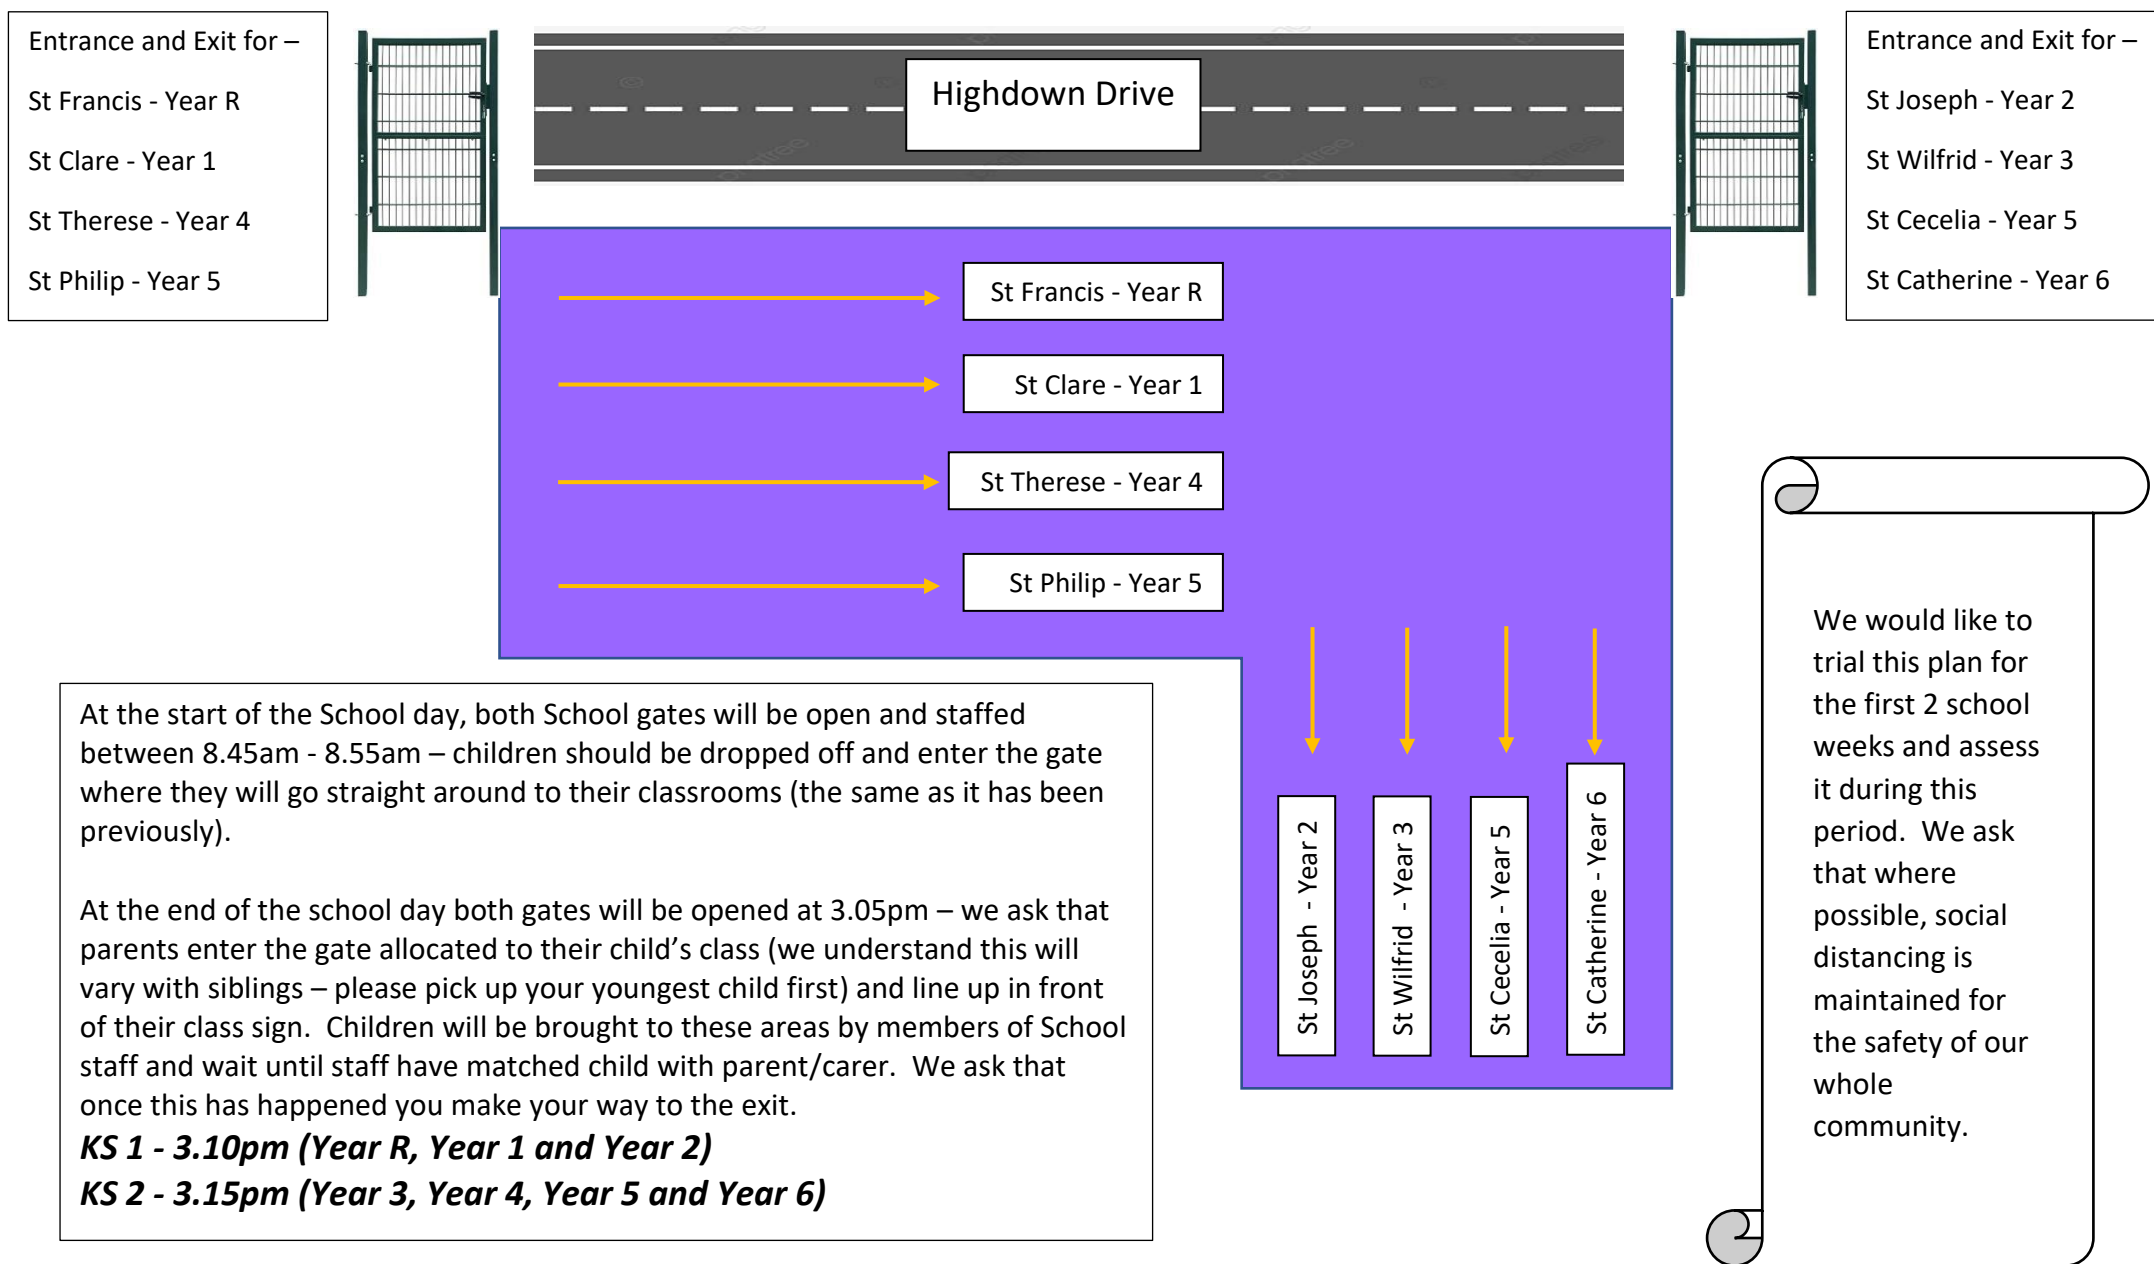 Entrance and Exit for –
St Francis - Year R
St Clare - Year 1
St Therese - Year 4
St Philip - Year 5
Highdown Drive
Entrance and Exit for –
St Joseph - Year 2
St Wilfrid - Year 3
St Cecelia - Year 5
St Catherine - Year 6
St Francis - Year R
St Clare - Year 1
St Therese - Year 4
St Philip - Year 5
St Joseph  - Year 2
St Wilfrid  - Year 3
St Cecelia - Year 5
St Catherine - Year 6
At the start of the School day, both School gates will be open and staffed
between 8.45am - 8.55am – children should be dropped off and enter the gate
where they will go straight around to their classrooms (the same as it has been
previously).
At the end of the school day both gates will be opened at 3.05pm – we ask that
parents enter the gate allocated to their child’s class (we understand this will
vary with siblings – please pick up your youngest child first) and line up in front
of their class sign.  Children will be brought to these areas by members of School
staff and wait until staff have matched child with parent/carer.  We ask that
once this has happened you make your way to the exit.
KS 1 - 3.10pm (Year R, Year 1 and Year 2)
KS 2 - 3.15pm (Year 3, Year 4, Year 5 and Year 6)
We would like to
trial this plan for
the first 2 school
weeks and assess
it during this
period.  We ask
that where
possible, social
distancing is
maintained for
the safety of our
whole
community.